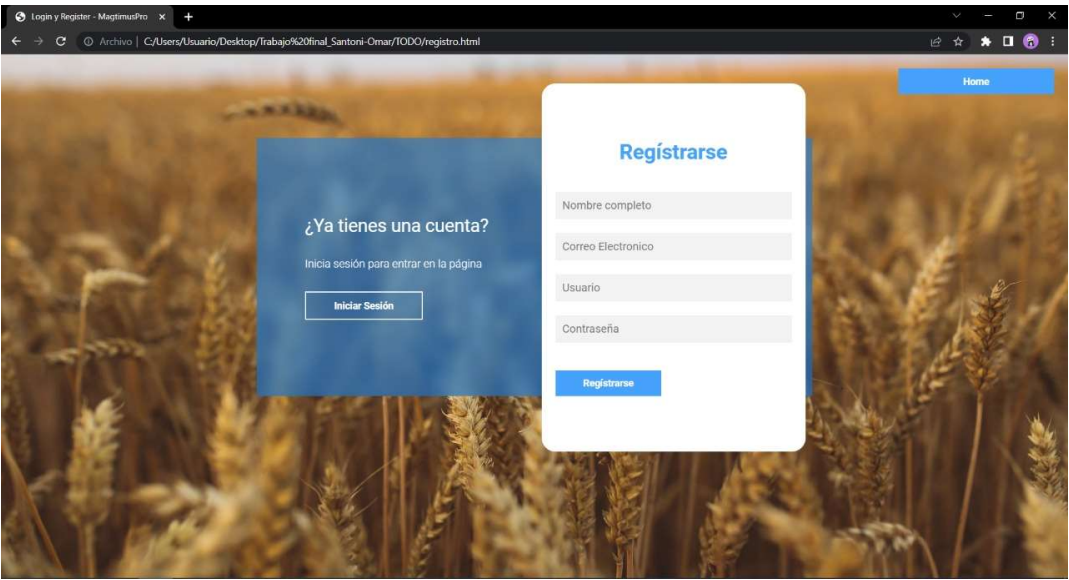 Login y Register - MagtimusPro
Archivo | C:/Users/Usuario/Desktop/Trabajo%20final_Santoni-Omar/TODO/registro.html
Home
¿Ya tienes una cuenta?
Inicia sesión para entrar en la página
Iniciar Sesión
Regístrarse
Nombre completo
Correo Electronico
Usuario
Contraseña
Regístrarse